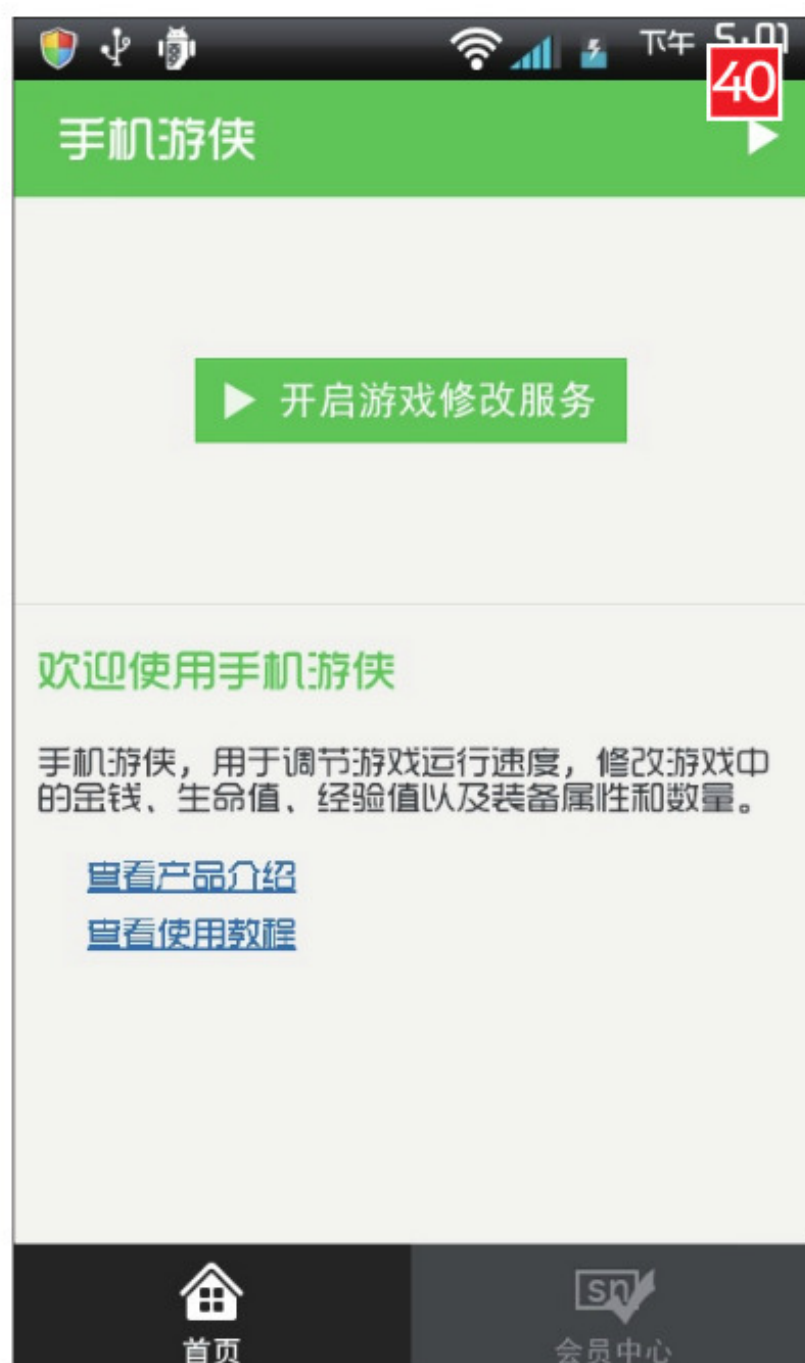 下午 5:01
40
手机游侠
开启游戏修改服务
欢迎使用手机游侠
手机游侠，用于调节游戏运行速度，修改游戏中
的金钱、生命值、经验值以及装备属性和数量。
查看产品介绍
查看使用教程
sn
首页
会员中心